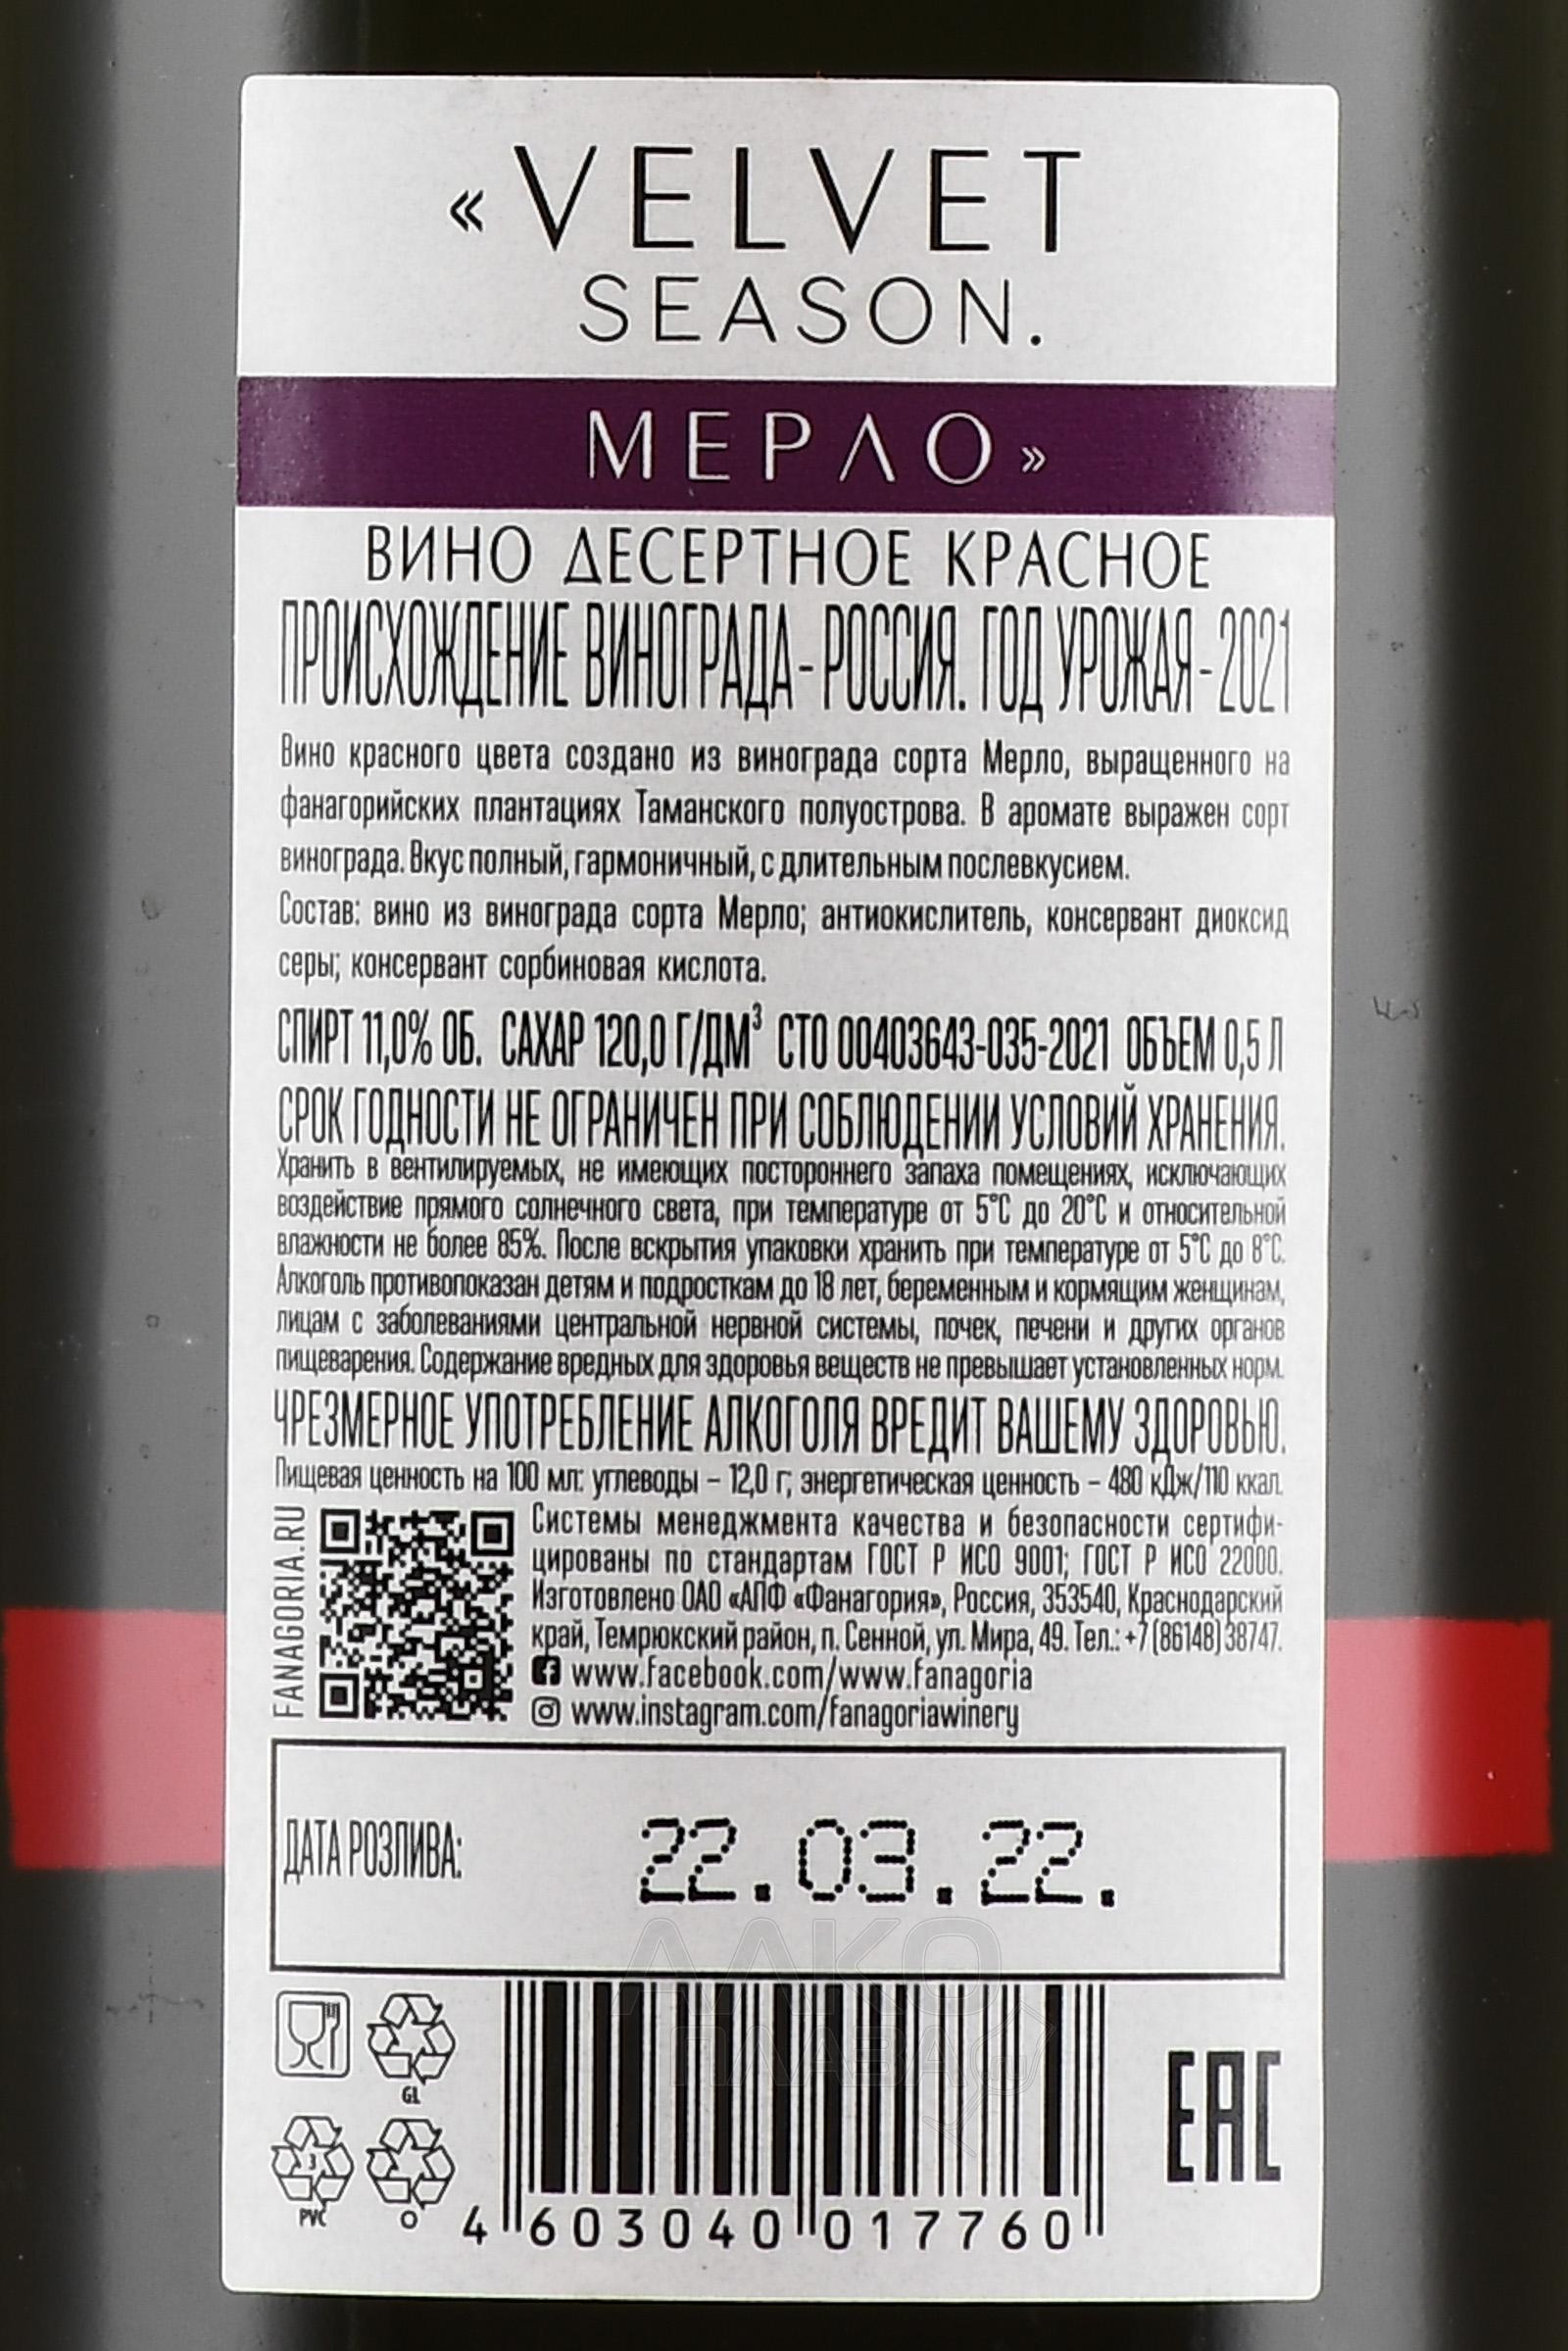 «VELVET
SEASON.
МЕРЛО»
ВИНО ДЕСЕРТНОЕ КРАСНОЕ
ПРОИСХОЖДЕНИЕ ВИНОГРАДА - РОССИЯ. ГОД УРОЖАЯ - 2021
Вино красного цвета создано из винограда сорта Мерло, выращенного на
фанагорийских плантациях Таманского полуострова. В аромате выражен сорт
винограда. Вкус полный, гармоничный, с длительным послевкусием.
Состав: вино из винограда сорта Мерло; антиокислитель, консервант диоксид
серы; консервант сорбиновая кислота.
СПИРТ 11,0% ОБ. САХАР 120,0 Г/ДМ³ СТО 00403643-035-2021 ОБЪЕМ 0,5 Л
СРОК ГОДНОСТИ НЕ ОГРАНИЧЕН ПРИ СОБЛЮДЕНИИ УСЛОВИЙ ХРАНЕНИЯ.
Хранить в вентилируемых, не имеющих постороннего запаха помещениях, исключающих
воздействие прямого солнечного света, при температуре от 5°С до 20°С и относительной
влажности не более 85%. После вскрытия упаковки хранить при температуре от 5°С до 8°С.
Алкоголь противопоказан детям и подросткам до 18 лет, беременным и кормящим женщинам,
лицам с заболеваниями центральной нервной системы, почек, печени и других органов
пищеварения. Содержание вредных для здоровья веществ не превышает установленных норм.
ЧРЕЗМЕРНОЕ УПОТРЕБЛЕНИЕ АЛКОГОЛЯ ВРЕДИТ ВАШЕМУ ЗДОРОВЬЮ.
Пищевая ценность на 100 мл: углеводы – 12,0 г; энергетическая ценность – 480 кДж/110 ккал.
FANAGORIA.RU
Системы менеджмента качества и безопасности сертифи-
цированы по стандартам ГОСТ Р ИСО 9001; ГОСТ Р ИСО 22000.
Изготовлено ОАО «АПФ «Фанагория», Россия, 353540, Краснодарский
край, Темрюкский район, п. Сенной, ул. Мира, 49. Тел.: +7 (86148) 38747.
www.facebook.com/www.fanagoria
www.instagram.com/fanagoriawinery
ДАТА РОЗЛИВА: 22.03.22.
ААКО
ПЛАЗА
GL
3
PVC
EAC
4 603040 017760